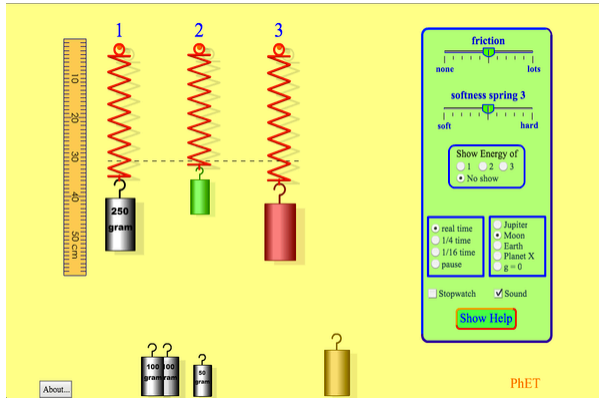 1 2 3
10
20
30
40
50 cm
250
gram
100
gram
100
ram
50
gram
About...
friction
none lots
softness spring 3
soft hard
Show Energy of
1 2 3
No show
real time
1/4 time
1/16 time
pause
Jupiter
Moon
Earth
Planet X
g = 0
Stopwatch Sound
Show Help
PhET